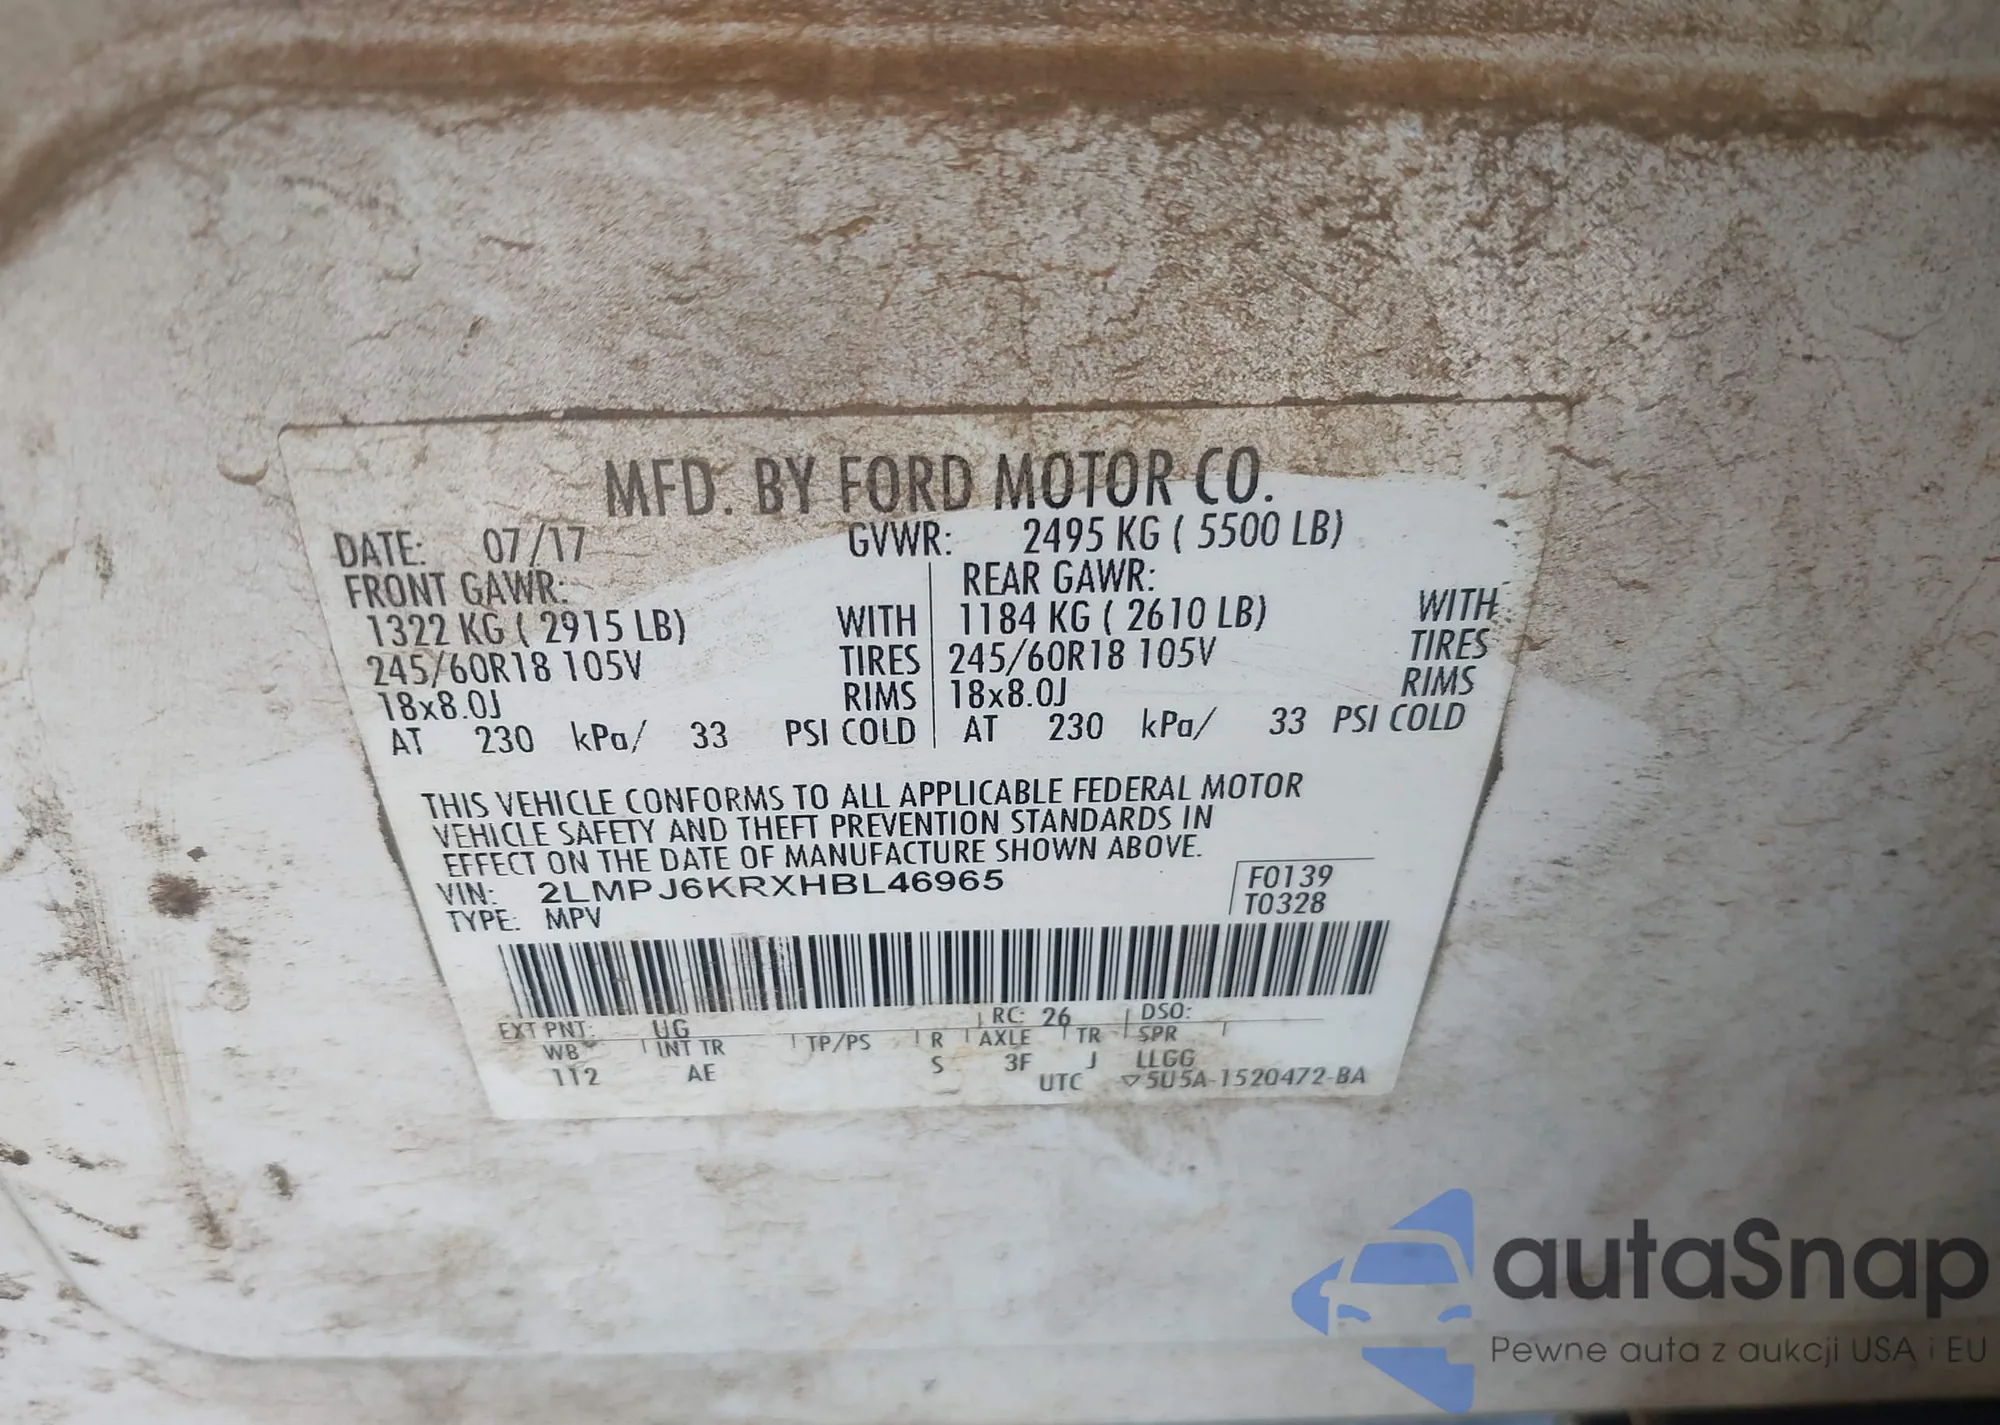 MFD. BY FORD MOTOR CO.
DATE: 07/17 GVWR: 2495 KG ( 5500 LB)
FRONT GAWR: REAR GAWR:
1322 KG ( 2915 LB) WITH 1184 KG ( 2610 LB) WITH
245/60R18 105V TIRES 245/60R18 105V TIRES
18x8.0J RIMS 18x8.0J RIMS
AT 230 kPa/ 33 PSI COLD AT 230 kPa/ 33 PSI COLD
THIS VEHICLE CONFORMS TO ALL APPLICABLE FEDERAL MOTOR
VEHICLE SAFETY AND THEFT PREVENTION STANDARDS IN
EFFECT ON THE DATE OF MANUFACTURE SHOWN ABOVE.
VIN: 2LMPJ6KRXHBL46965 F0139
TYPE: MPV T0328
EXT PNT: UG RC: 26 DSO:
WB INT TR TP/PS R AXLE TR SPR
112 AE S 3F J LLGG
UTC ▽5U5A-1520472-BA
autaSnap
Pewne auta z aukcji USA i EU